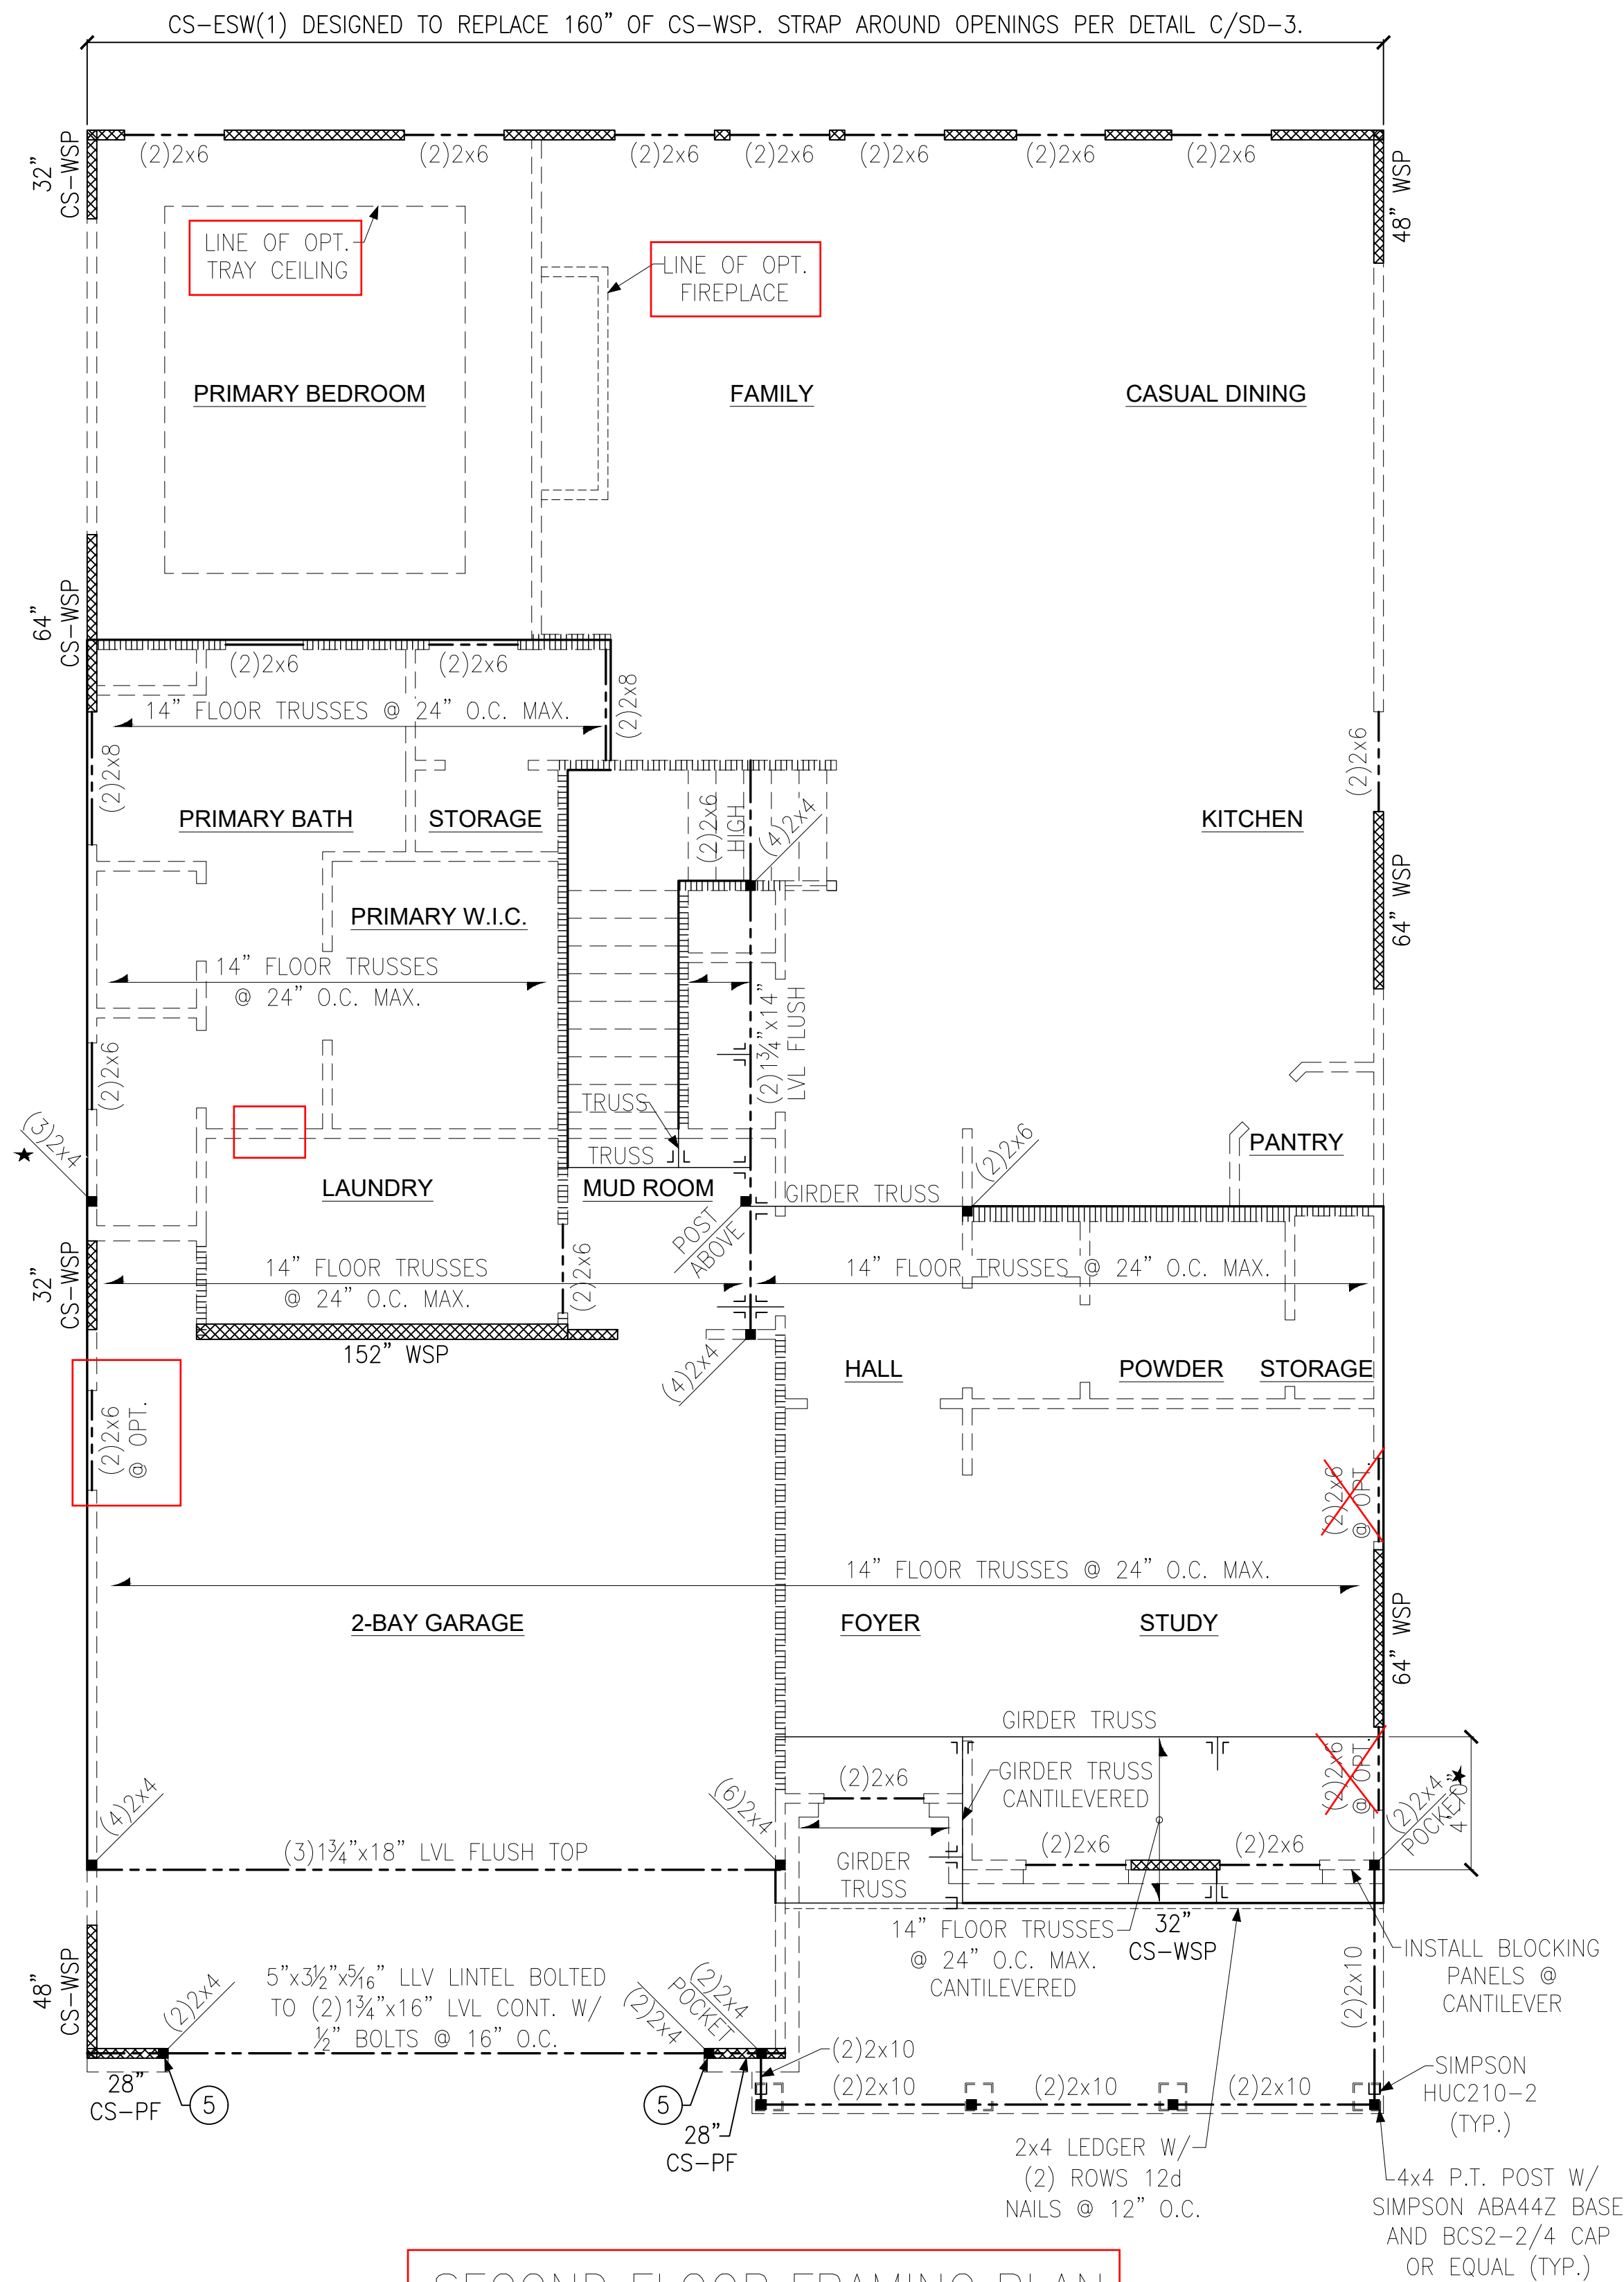 CS-ESW(1) DESIGNED TO REPLACE 160" OF CS-WSP. STRAP AROUND OPENINGS PER DETAIL C/SD-3.
32"
CS-WSP
(2)2x6
(2)2x6
(2)2x6
(2)2x6
(2)2x6
(2)2x6
(2)2x6
48" WSP
LINE OF OPT.
TRAY CEILING
LINE OF OPT.
FIREPLACE
PRIMARY BEDROOM
FAMILY
CASUAL DINING
64"
CS-WSP
(2)2x6
(2)2x6
(2)2x8
14" FLOOR TRUSSES @ 24" O.C. MAX.
(2)2x8
(2)2x6
PRIMARY BATH
STORAGE
(2)2x6
HIGH
(4)2x4
KITCHEN
PRIMARY W.I.C.
64" WSP
14" FLOOR TRUSSES
@ 24" O.C. MAX.
(2)1¾"x14"
LVL FLUSH
(2)2x6
(3)2x4
★
TRUSS
TRUSS
(2)2x6
PANTRY
LAUNDRY
MUD ROOM
GIRDER TRUSS
POST
ABOVE
32"
CS-WSP
14" FLOOR TRUSSES
@ 24" O.C. MAX.
(2)2x6
14" FLOOR TRUSSES @ 24" O.C. MAX.
152" WSP
(4)2x4
HALL
POWDER
STORAGE
(2)2x6
@ OPT.
(2)2x6
@ OPT.
14" FLOOR TRUSSES @ 24" O.C. MAX.
2-BAY GARAGE
FOYER
STUDY
64" WSP
GIRDER TRUSS
(2)2x6
GIRDER TRUSS
CANTILEVERED
(2)2x6
@ OPT.
(2)2x4
POCKET
★
4'-0"
(4)2x4
(6)2x4
(3)1¾"x18" LVL FLUSH TOP
GIRDER
TRUSS
(2)2x6
(2)2x6
14" FLOOR TRUSSES
@ 24" O.C. MAX.
CANTILEVERED
32"
CS-WSP
INSTALL BLOCKING
PANELS @
CANTILEVER
48"
CS-WSP
(2)2x4
5"x3½"x5/16" LLV LINTEL BOLTED
TO (2)1¾"x16" LVL CONT. W/
½" BOLTS @ 16" O.C.
(2)2x4
(2)2x4
POCKET
(2)2x10
(2)2x10
(2)2x10
(2)2x10
(2)2x10
28"
CS-PF
5
5
28"
CS-PF
SIMPSON
HUC210-2
(TYP.)
2x4 LEDGER W/
(2) ROWS 12d
NAILS @ 12" O.C.
4x4 P.T. POST W/
SIMPSON ABA44Z BASE
AND BCS2-2/4 CAP
OR EQUAL (TYP.)
SECOND FLOOR FRAMING PLAN